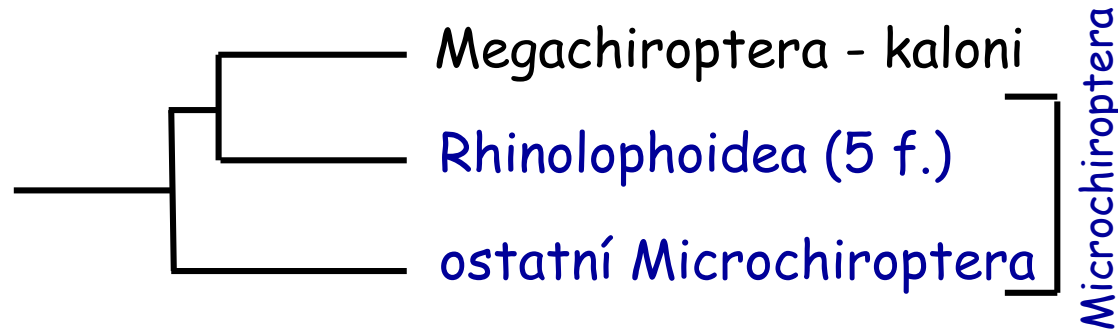 Megachiroptera - kaloni
Rhinolophoidea (5 f.)
ostatní Microchiroptera
Microchiroptera